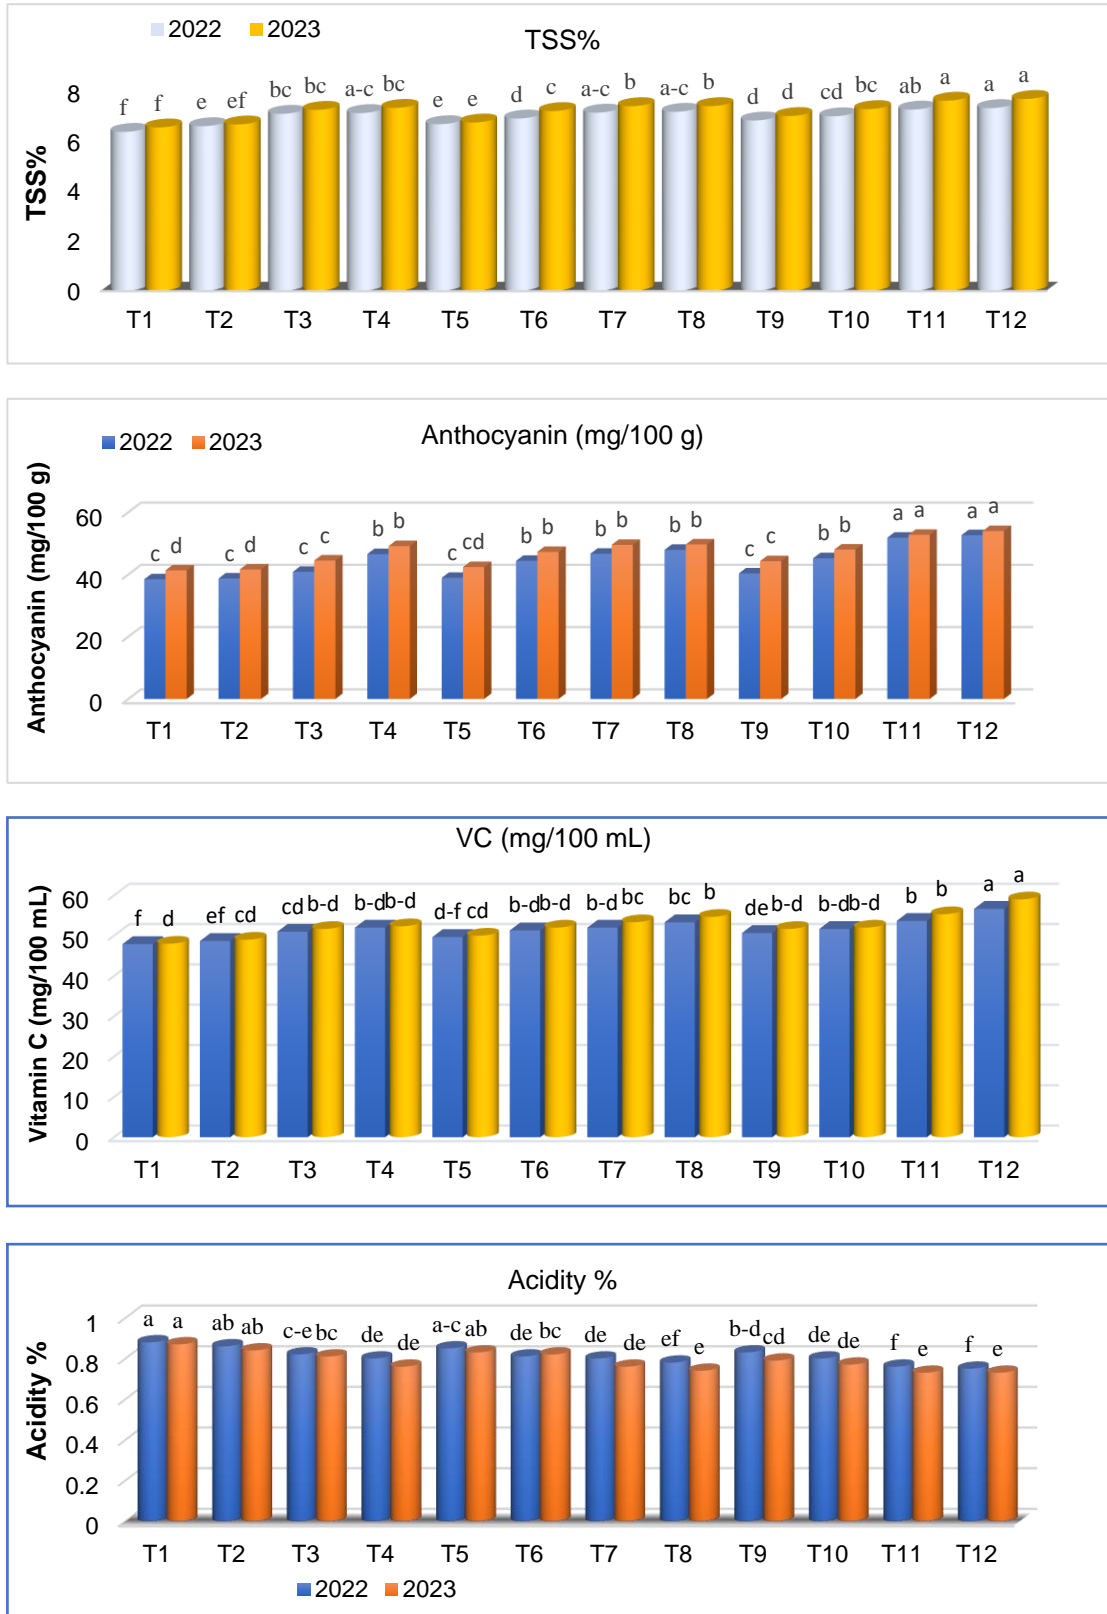 2022 2023
TSS%
TSS%
8
6
4
2
0
f f e ef bc bc a-c bc e e d c a-c b a-c b d d cd bc ab a a a
T1 T2 T3 T4 T5 T6 T7 T8 T9 T10 T11 T12
2022 2023
Anthocyanin (mg/100 g)
Anthocyanin (mg/100 g)
60
40
20
0
c d c d c c b b c cd b b b b b b c c b b a a a a
T1 T2 T3 T4 T5 T6 T7 T8 T9 T10 T11 T12
VC (mg/100 mL)
Vitamin C (mg/100 mL)
60
50
40
30
20
10
0
f d ef cd cd b-d b-d b-d d-f cd b-d b-d b-d bc bc b de b-d b-d b-d b b a a
T1 T2 T3 T4 T5 T6 T7 T8 T9 T10 T11 T12
Acidity %
Acidity %
1
0.8
0.6
0.4
0.2
0
a a ab ab c-e bc de de a-c ab de bc de de ef e b-d cd de de f e f e
T1 T2 T3 T4 T5 T6 T7 T8 T9 T10 T11 T12
2022 2023